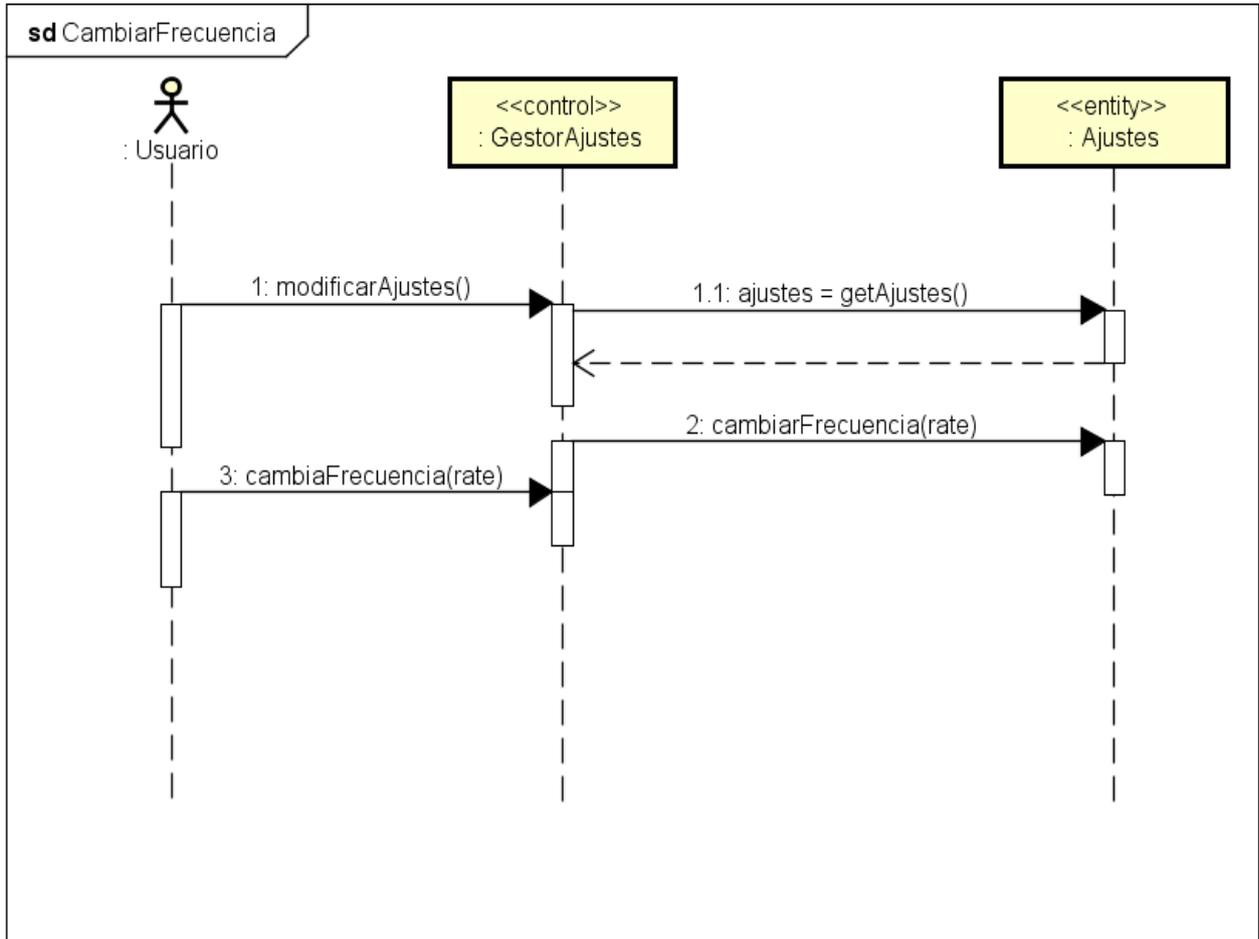 sd CambiarFrecuencia
: Usuario
<<control>>
: GestorAjustes
<<entity>>
: Ajustes
1: modificarAjustes()
1.1: ajustes = getAjustes()
2: cambiarFrecuencia(rate)
3: cambiaFrecuencia(rate)